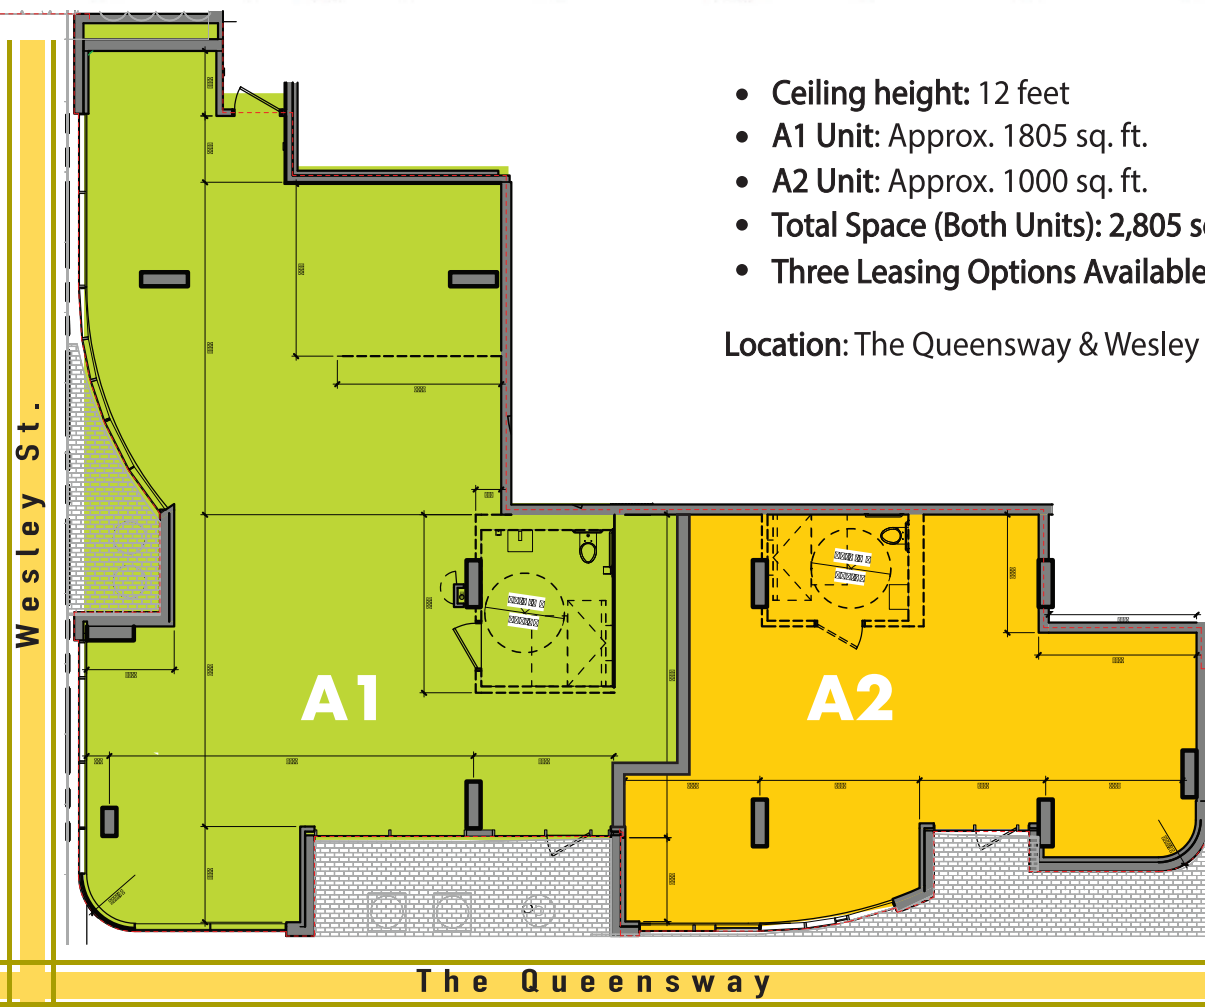 • Ceiling height: 12 feet
• A1 Unit: Approx. 1805 sq. ft.
• A2 Unit: Approx. 1000 sq. ft.
• Total Space (Both Units): 2,805 s
• Three Leasing Options Available
Location: The Queensway & Wesley
Wesley St.
A1
A2
The Queensway